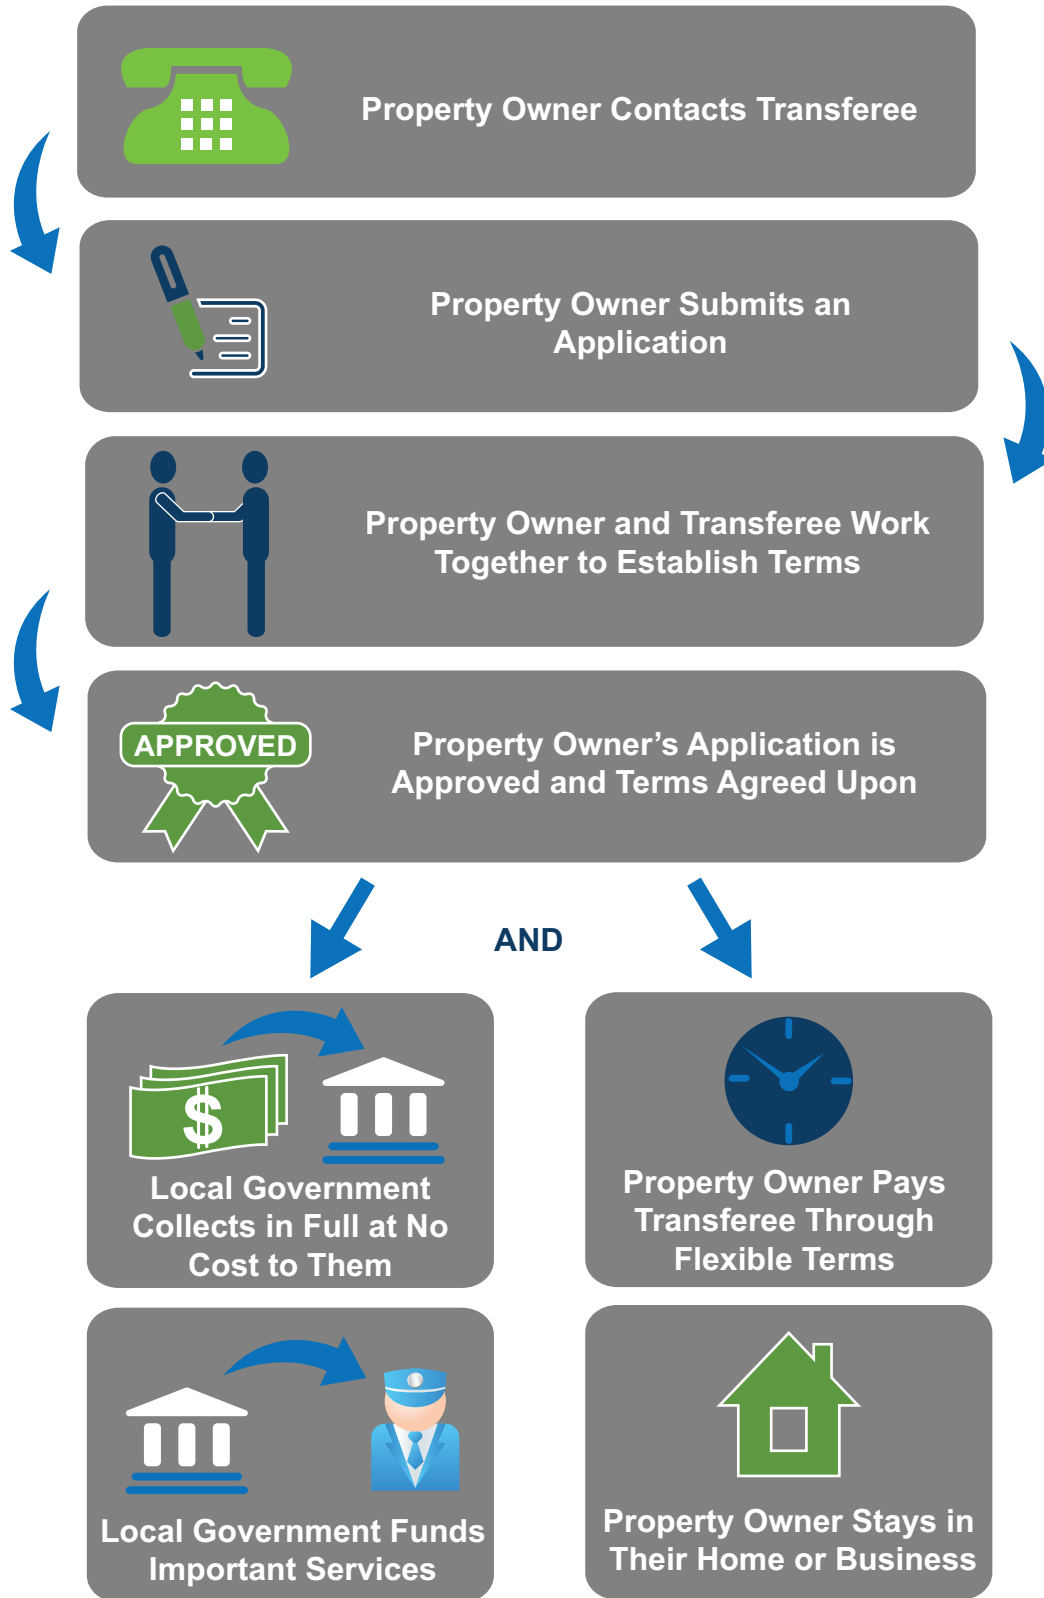 Property Owner Contacts Transferee
Property Owner Submits an
Application
Property Owner and Transferee Work
Together to Establish Terms
APPROVED
Property Owner’s Application is
Approved and Terms Agreed Upon
AND
$
Local Government
Collects in Full at No
Cost to Them
Property Owner Pays
Transferee Through
Flexible Terms
Local Government Funds
Important Services
Property Owner Stays in
Their Home or Business